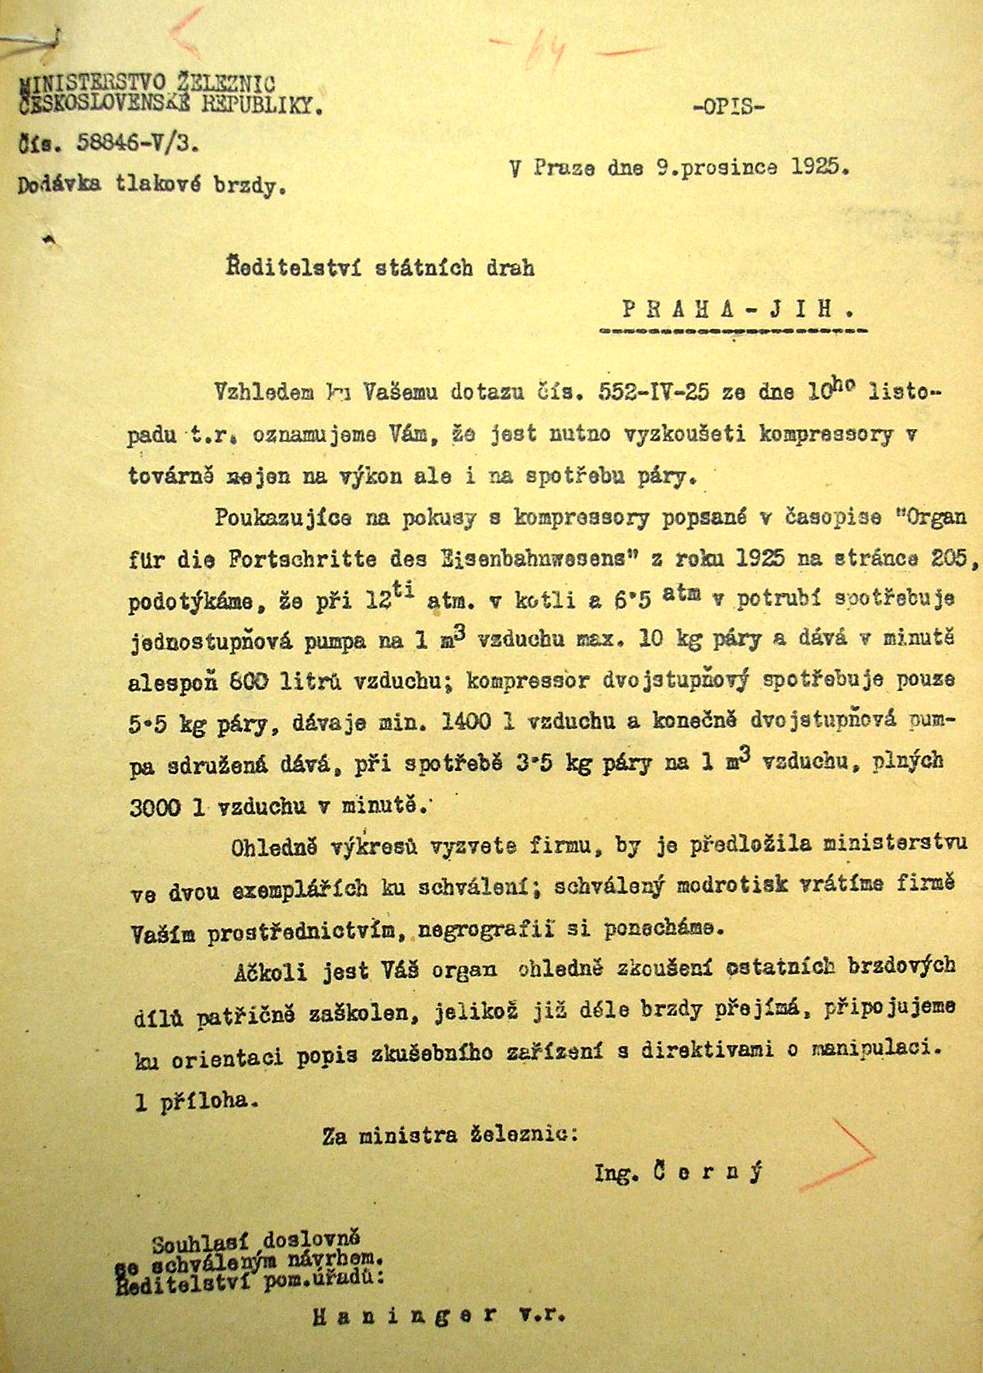 - 64 -
MINISTERSTVO ŽELEZNIC
ČESKOSLOVENSKÉ REPUBLIKY.
-OPIS-
Čís. 58846-V/3.
V Praze dne 9.prosince 1925.
Dodávka tlakové brzdy.
Ředitelství státních drah
PRAHA-JIH.
Vzhledem ku Vašemu dotazu čís. 552-IV-25 ze dne 10ho listo-
padu t.r. oznamujeme Vám, že jest nutno vyzkoušeti kompressory v
továrně nejen na výkon ale i na spotřebu páry.
Poukazujíce na pokusy s kompressory popsané v časopise "Organ
für die Fortschritte des Eisenbahnwesens" z roku 1925 na stránce 205,
podotýkáme, že při 12ti atm. v kotli a 6·5 atm v potrubí spotřebuje
jednostupňová pumpa na 1 m3 vzduchu max. 10 kg páry a dává v minutě
alespoň 800 litrů vzduchu; kompressor dvojstupňový spotřebuje pouze
5·5 kg páry, dávaje min. 1400 l vzduchu a konečně dvojstupňová pum-
pa sdružená dává, při spotřebě 3·5 kg páry na 1 m3 vzduchu, plných
3000 l vzduchu v minutě.
Ohledně výkresů vyzvete firmu, by je předložila ministerstvu
ve dvou exemplářích ku schválení; schválený modrotisk vrátíme firmě
Vaším prostřednictvím, negrografii si ponecháme.
Ačkoli jest Váš organ ohledně zkoušení ostatních brzdových
dílů patřičně zaškolen, jelikož již déle brzdy přejímá, připojujeme
ku orientaci popis zkušebního zařízení s direktivami o manipulaci.
1 příloha.
Za ministra železnic:
Ing. Černý
Souhlasí doslovně
se schváleným návrhem.
Ředitelství pom.úřadů:
Haninger v.r.